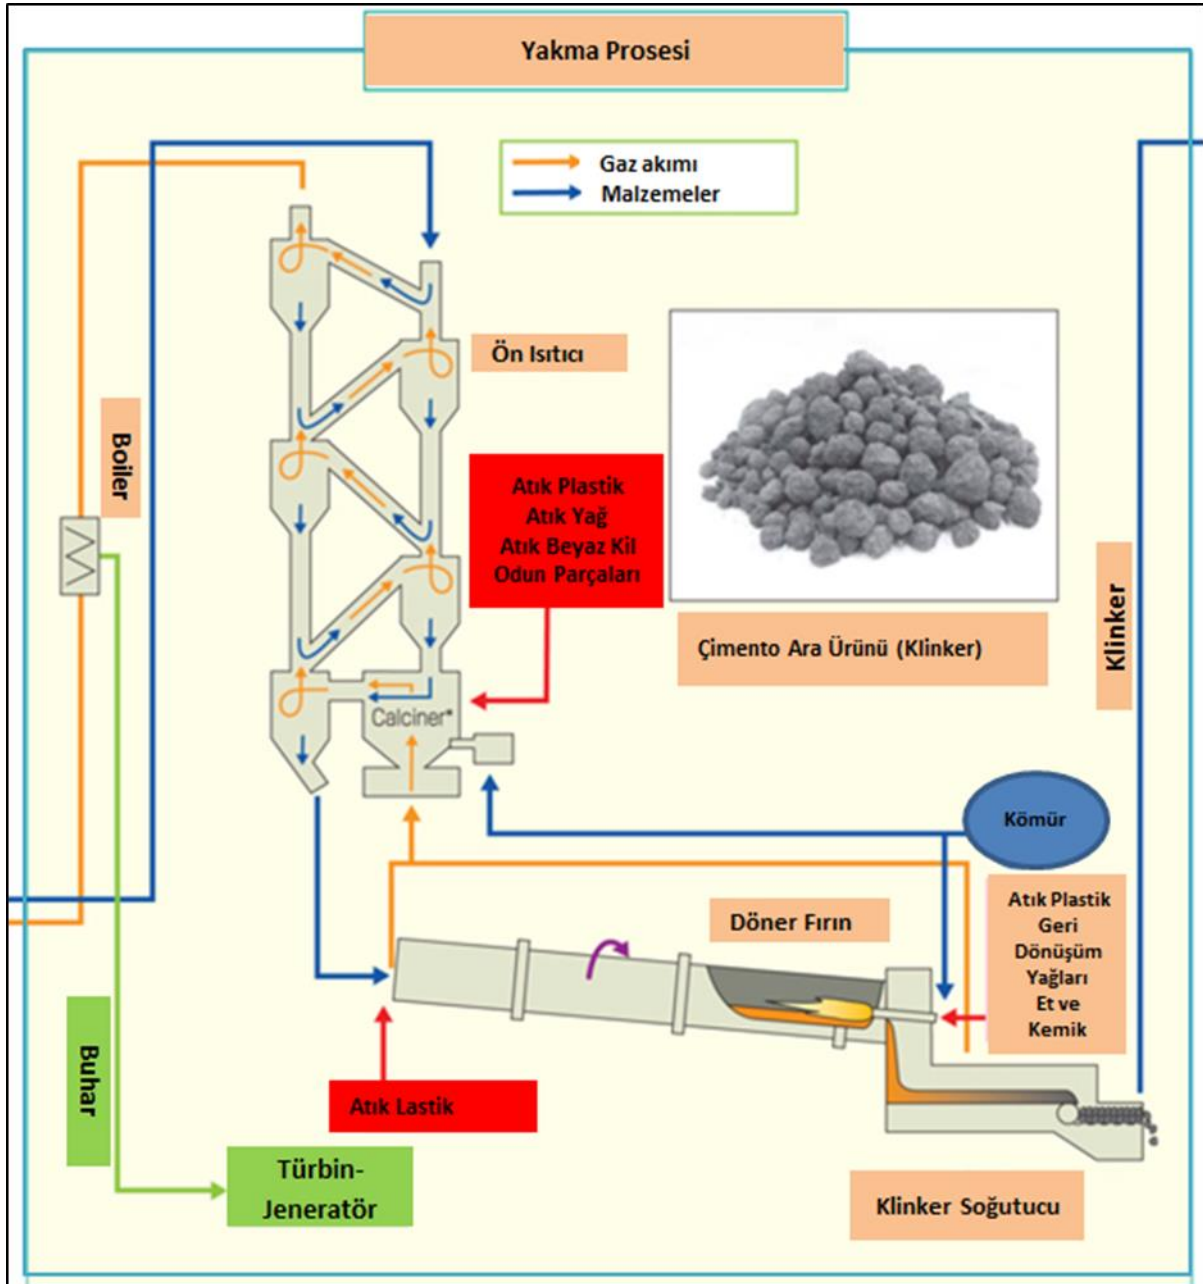 Yakma Prosesi
Gaz akımı
Malzemeler
Ön Isıtıcı
Boiler
Atık Plastik
Atık Yağ
Atık Beyaz Kil
Odun Parçaları
Çimento Ara Ürünü (Klinker)
Klinker
Calciner*
Kömür
Atık Plastik
Geri
Dönüşüm
Yağları
Et ve
Kemik
Döner Fırın
Buhar
Atık Lastik
Türbin-
Jeneratör
Klinker Soğutucu